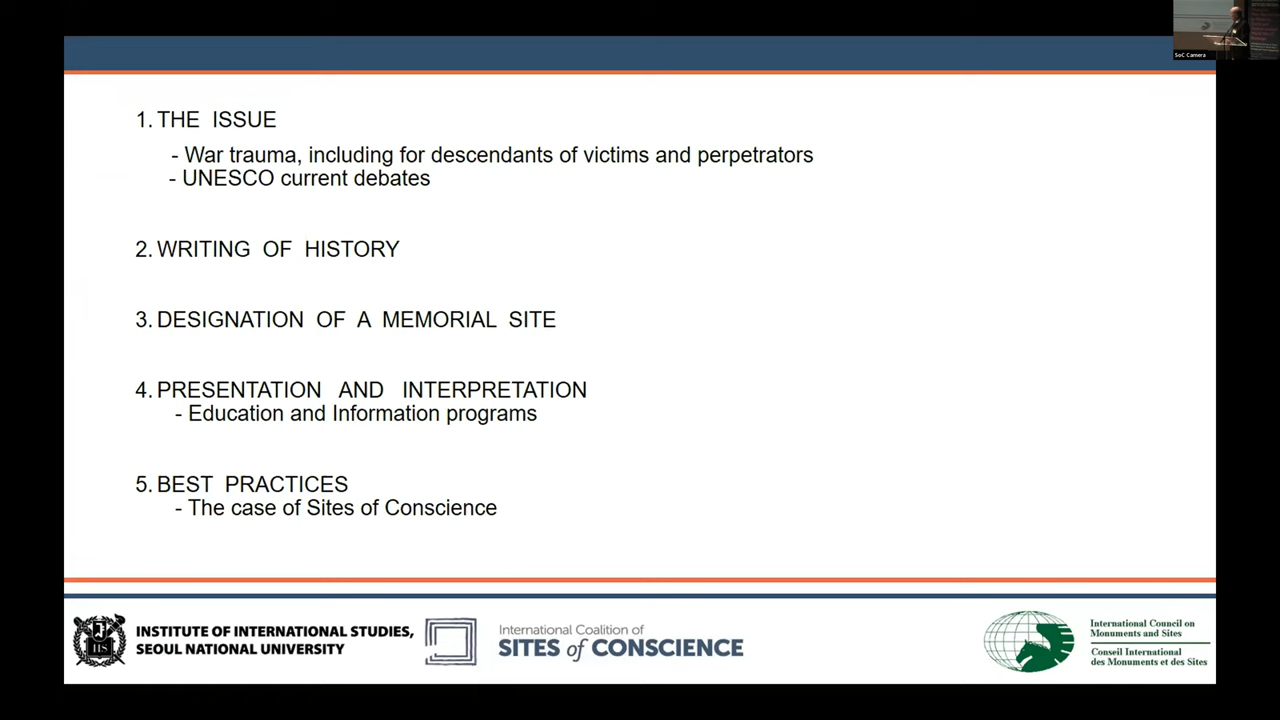 SoC Camera
1. THE ISSUE
- War trauma, including for descendants of victims and perpetrators
- UNESCO current debates
2. WRITING OF HISTORY
3. DESIGNATION OF A MEMORIAL SITE
4. PRESENTATION AND INTERPRETATION
- Education and Information programs
5. BEST PRACTICES
- The case of Sites of Conscience
IIS
INSTITUTE OF INTERNATIONAL STUDIES,
SEOUL NATIONAL UNIVERSITY
International Coalition of
SITES of CONSCIENCE
International Council on
Monuments and Sites
Conseil International
des Monuments et des Sites